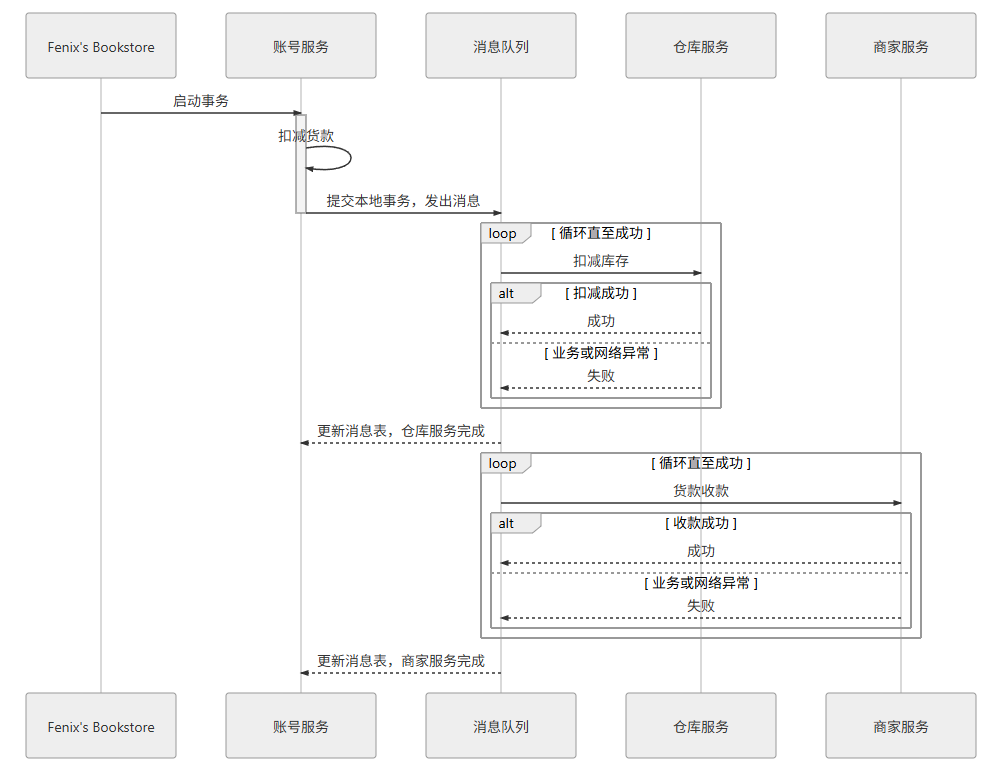 Fenix's Bookstore
账号服务
消息队列
仓库服务
商家服务
启动事务
扣减货款
提交本地事务，发出消息
loop
[ 循环直至成功 ]
扣减库存
alt
[ 扣减成功 ]
成功
[ 业务或网络异常 ]
失败
更新消息表，仓库服务完成
loop
[ 循环直至成功 ]
货款收款
alt
[ 收款成功 ]
成功
[ 业务或网络异常 ]
失败
更新消息表，商家服务完成
Fenix's Bookstore
账号服务
消息队列
仓库服务
商家服务